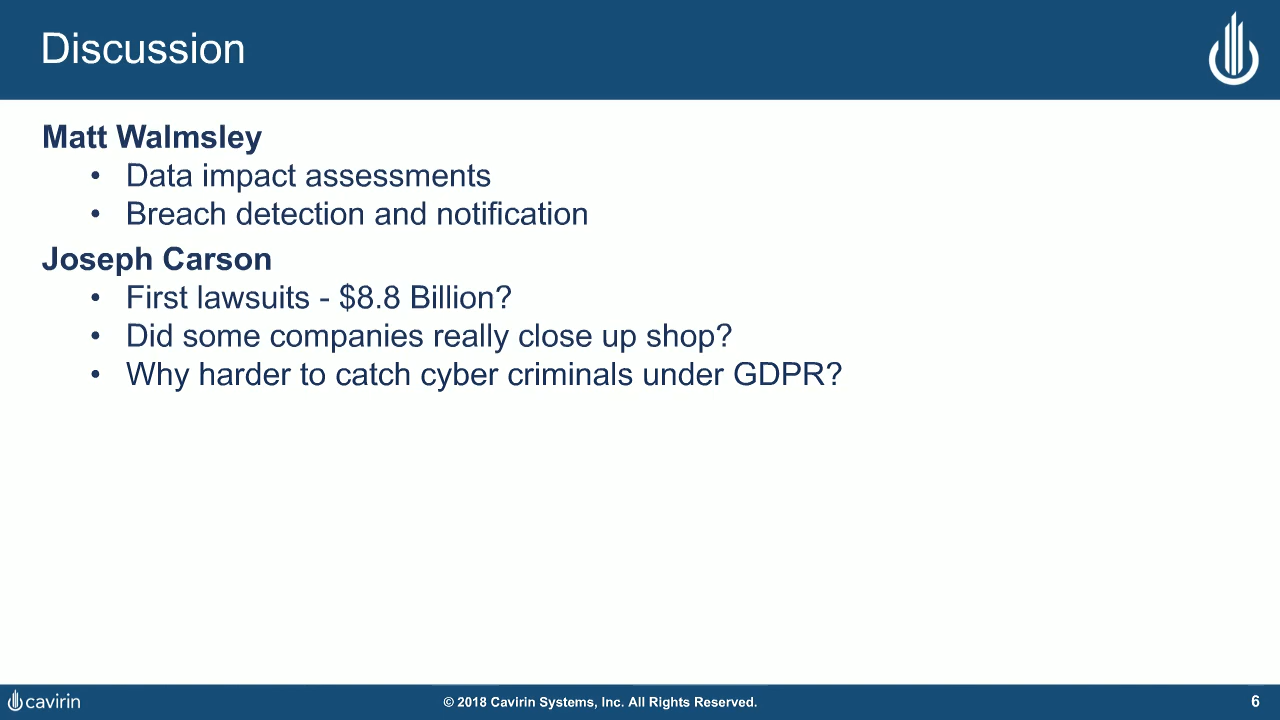 Discussion
Matt Walmsley
• Data impact assessments
• Breach detection and notification
Joseph Carson
• First lawsuits - $8.8 Billion?
• Did some companies really close up shop?
• Why harder to catch cyber criminals under GDPR?
cavirin
© 2018 Cavirin Systems, Inc. All Rights Reserved.
6